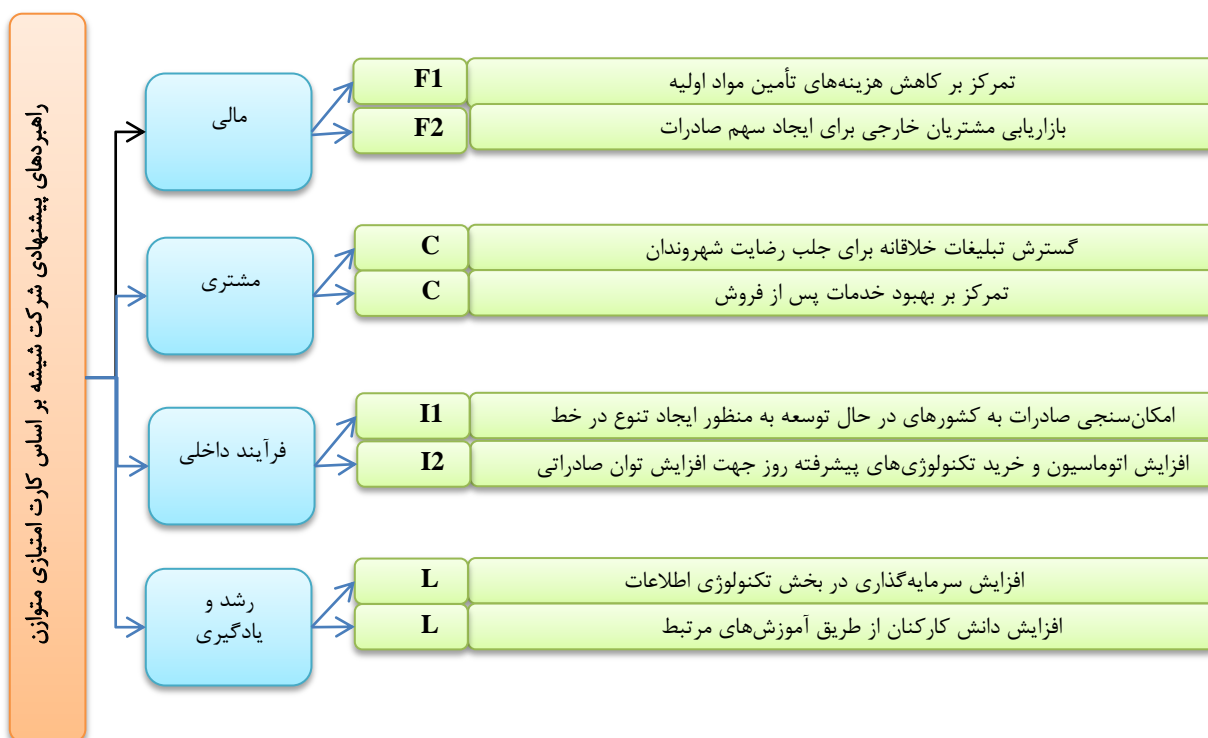 راهبردهای پیشنهادی شرکت شیشه بر اساس کارت امتیازی متوازن
مالی
F1 تمرکز بر کاهش هزینه‌های تأمین مواد اولیه
F2 بازاریابی مشتریان خارجی برای ایجاد سهم صادرات
مشتری
C گسترش تبلیغات خلاقانه برای جلب رضایت شهروندان
C تمرکز بر بهبود خدمات پس از فروش
فرآیند داخلی
I1 امکان‌سنجی صادرات به کشورهای در حال توسعه به منظور ایجاد تنوع در خط
I2 افزایش اتوماسیون و خرید تکنولوژی‌های پیشرفته روز جهت افزایش توان صادراتی
رشد و
یادگیری
L افزایش سرمایه‌گذاری در بخش تکنولوژی اطلاعات
L افزایش دانش کارکنان از طریق آموزش‌های مرتبط